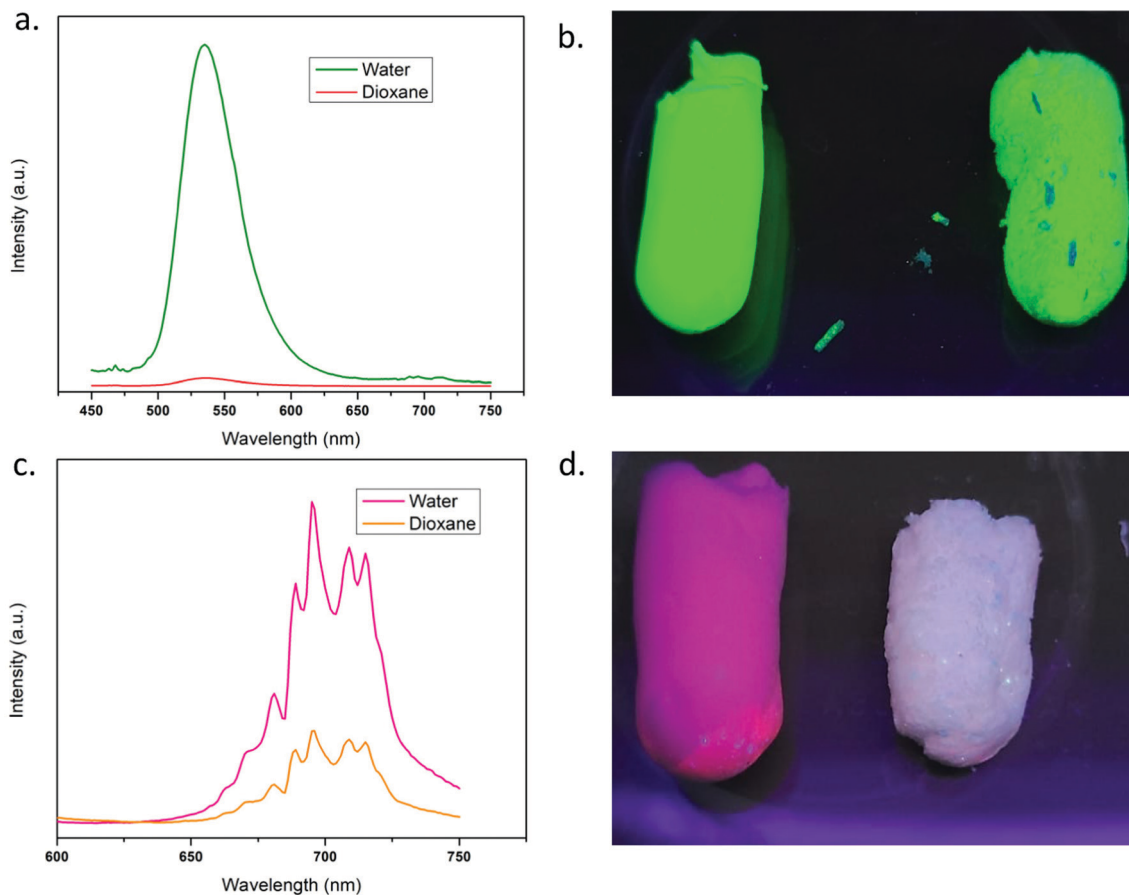 a.
Water
Dioxane
Intensity (a.u.)
450 500 550 600 650 700 750
Wavelength (nm)
b.
c.
Water
Dioxane
Intensity (a.u.)
600 650 700 750
Wavelength (nm)
d.